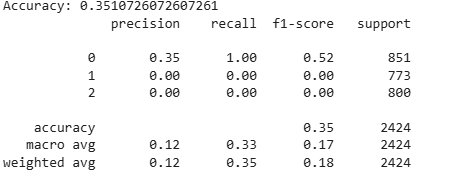 Accuracy: 0.3510726072607261
precision recall f1-score support
0 0.35 1.00 0.52 851
1 0.00 0.00 0.00 773
2 0.00 0.00 0.00 800
accuracy 0.35 2424
macro avg 0.12 0.33 0.17 2424
weighted avg 0.12 0.35 0.18 2424